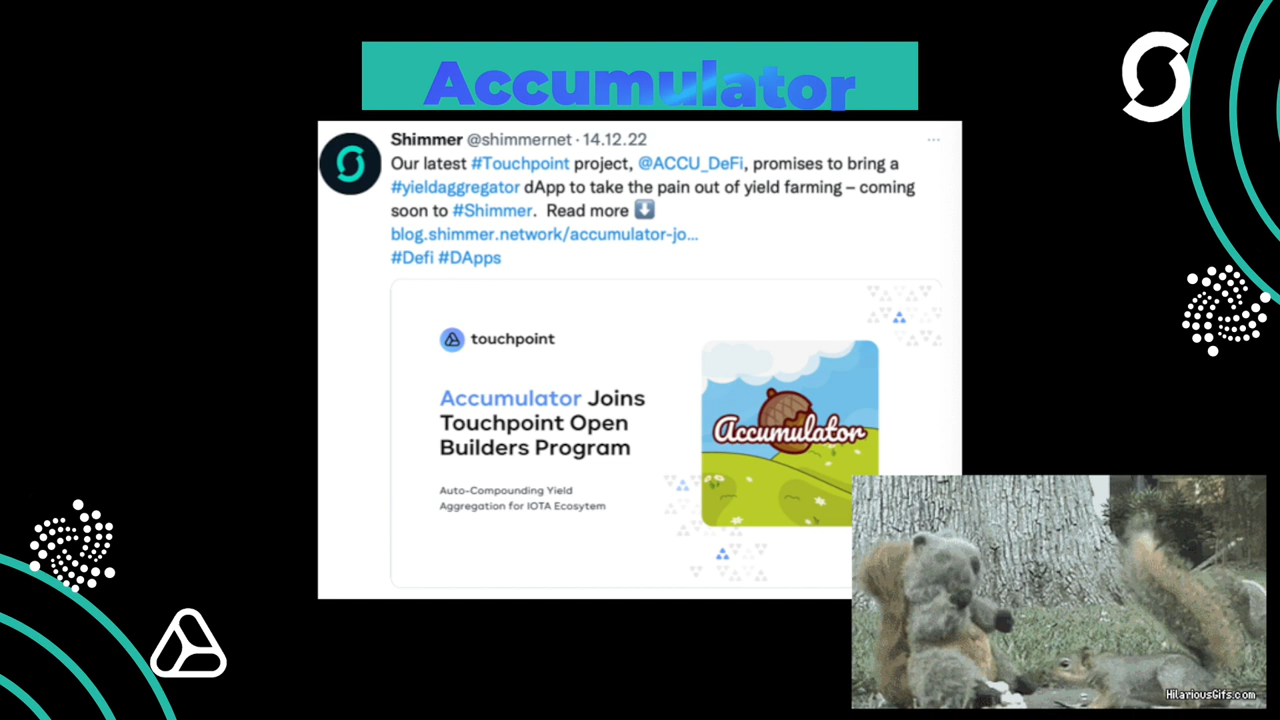 Accumulator
Shimmer @shimmernet · 14.12.22
Our latest #Touchpoint project, @ACCU_DeFi, promises to bring a
#yieldaggregator dApp to take the pain out of yield farming – coming
soon to #Shimmer. Read more ⬇️
blog.shimmer.network/accumulator-jo...
#Defi #DApps
touchpoint
Accumulator Joins
Touchpoint Open
Builders Program
Auto-Compounding Yield
Aggregation for IOTA Ecosytem
Accumulator
HilariousGifs.com